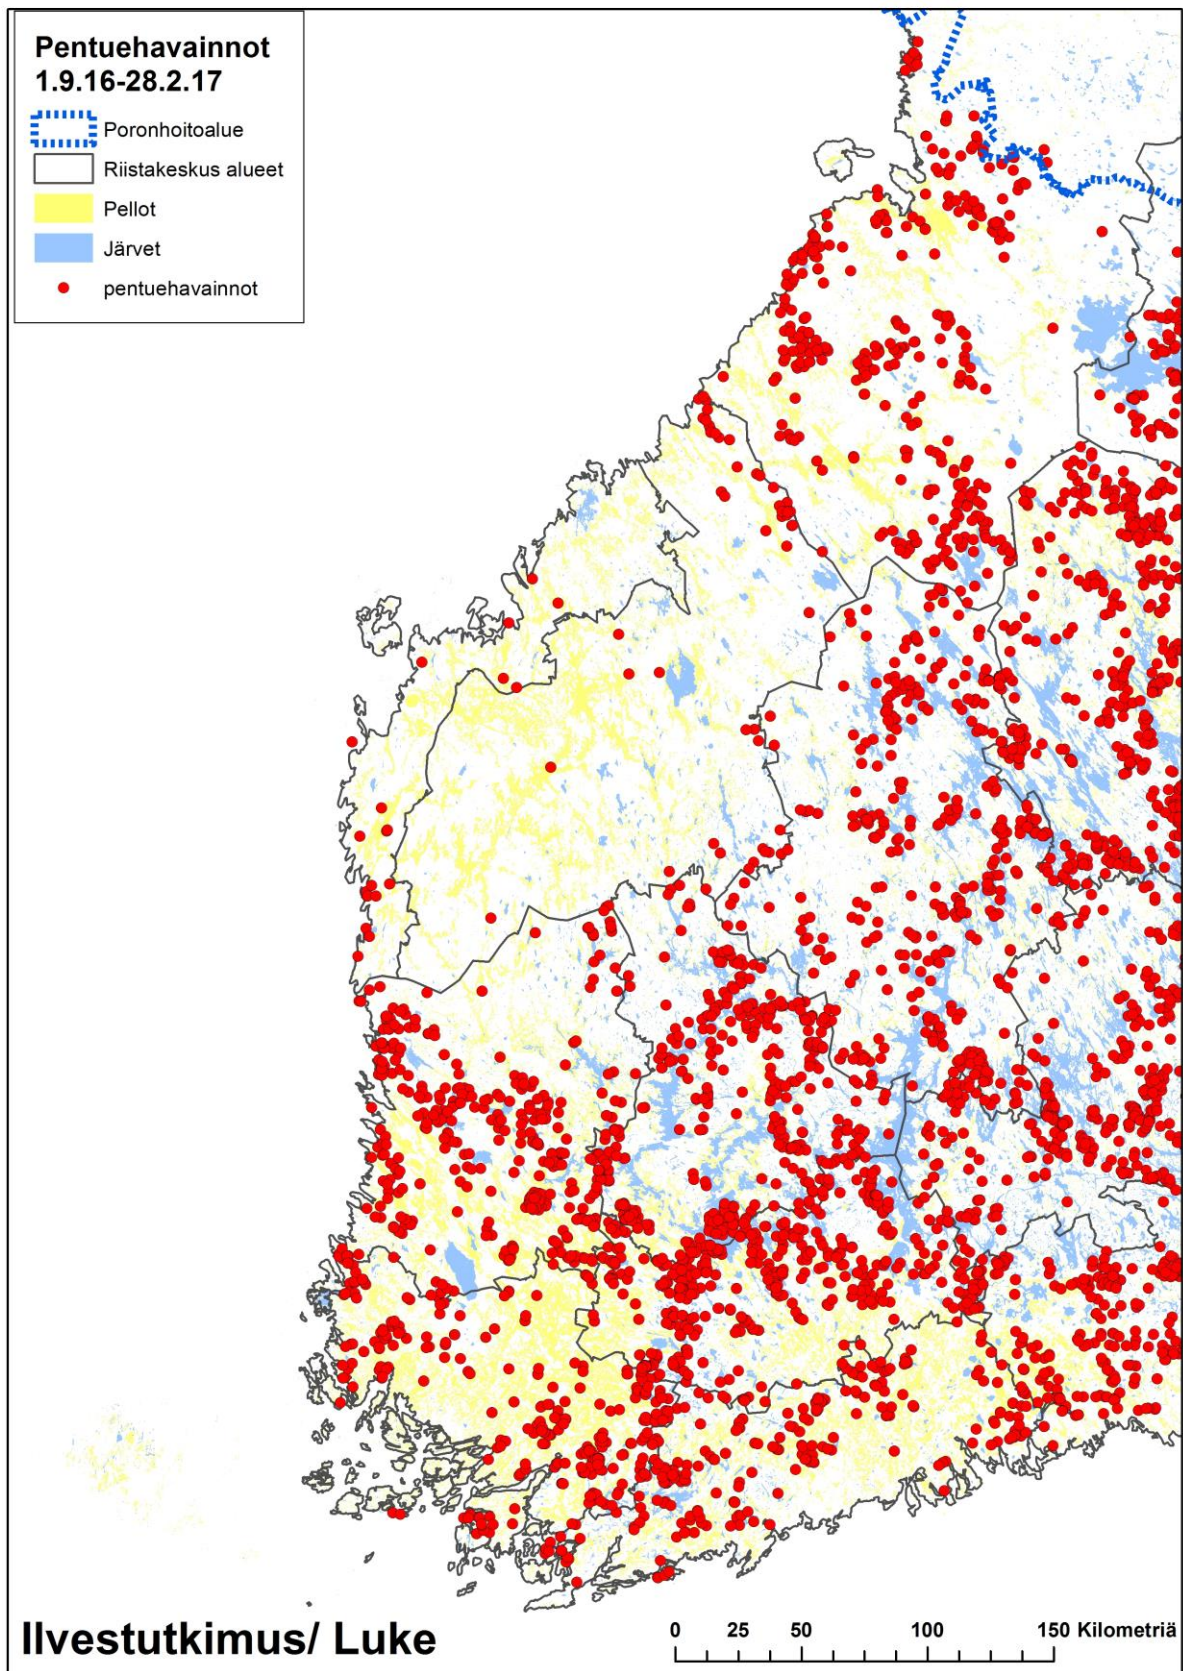 Pentuehavainnot
1.9.16-28.2.17
Poronhoitoalue
Riistakeskus alueet
Pellot
Järvet
pentuehavainnot
Ilvestutkimus/ Luke
0 25 50 100 150 Kilometriä